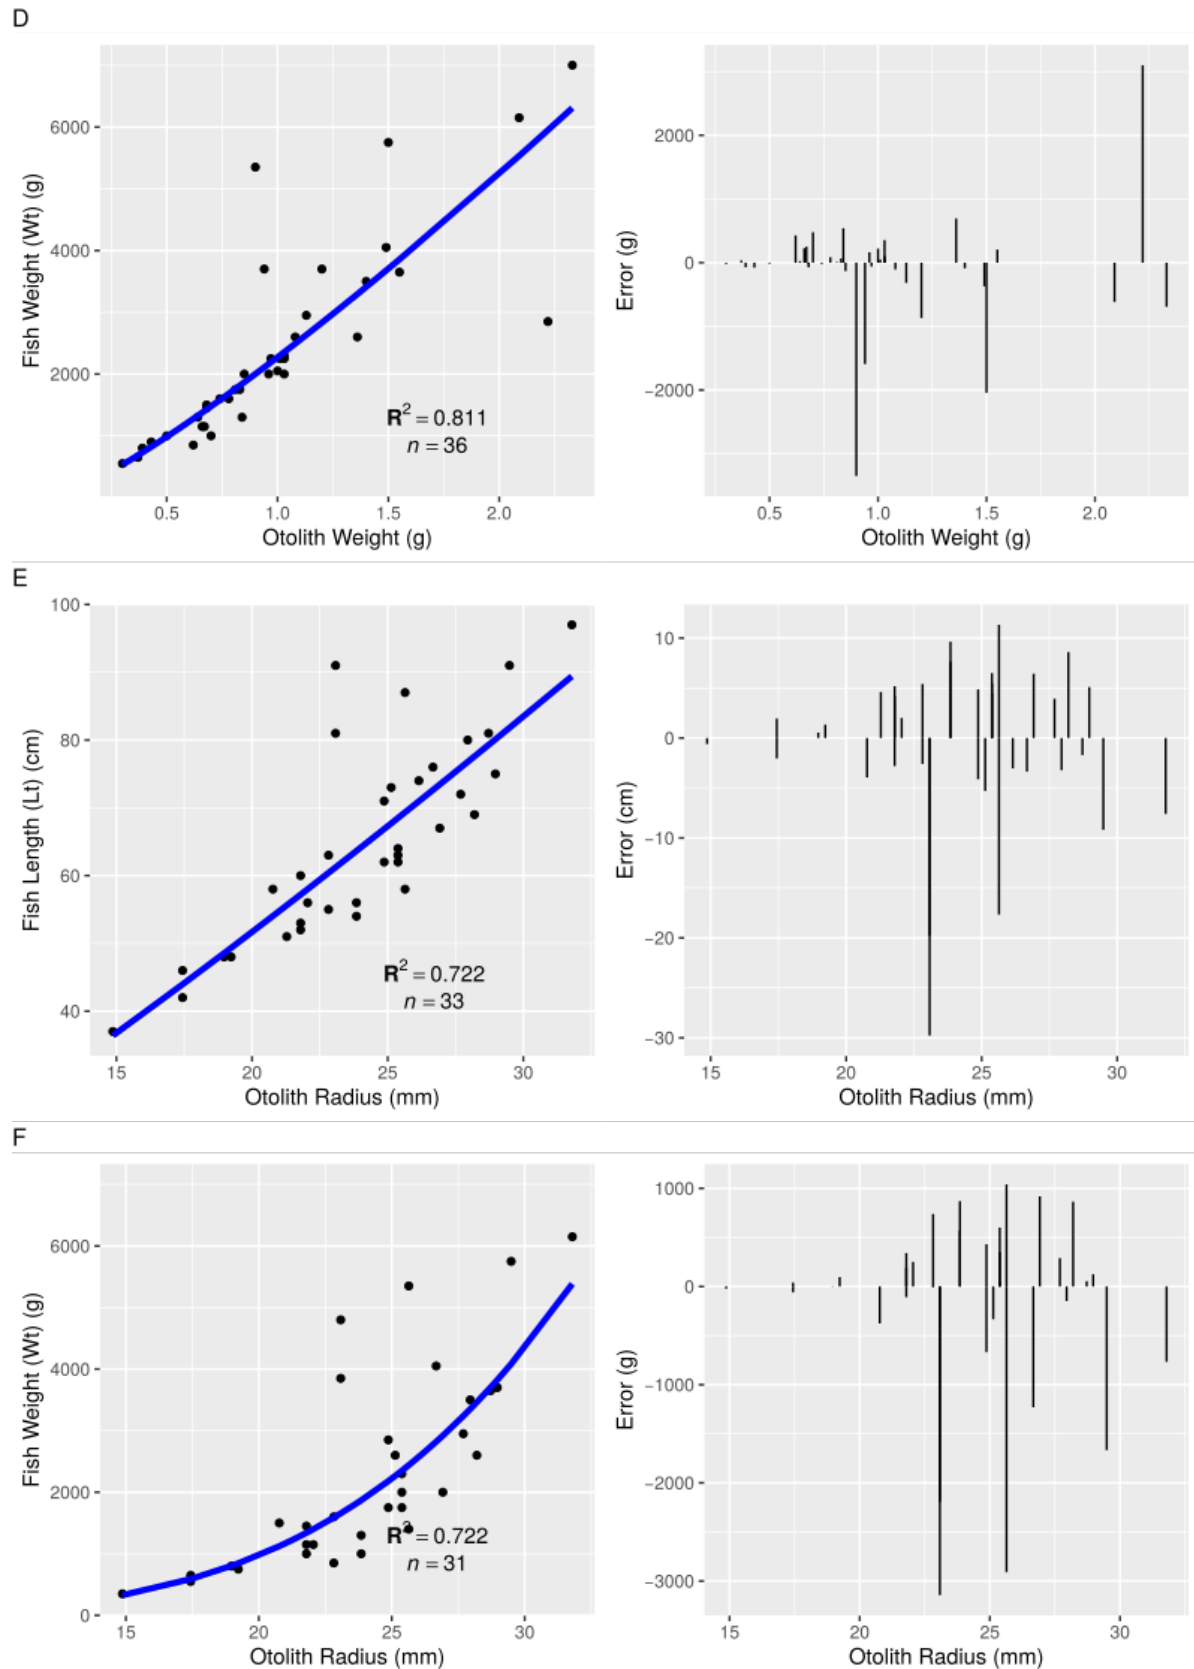 D
Fish Weight (Wt) (g)
6000
4000
2000
R² = 0.811
n = 36
0.5 1.0 1.5 2.0
Otolith Weight (g)
Error (g)
2000
0
−2000
0.5 1.0 1.5 2.0
Otolith Weight (g)
E
Fish Length (Lt) (cm)
100
80
60
40
R² = 0.722
n = 33
15 20 25 30
Otolith Radius (mm)
Error (cm)
10
0
−10
−20
−30
15 20 25 30
Otolith Radius (mm)
F
Fish Weight (Wt) (g)
6000
4000
2000
0
R² = 0.722
n = 31
15 20 25 30
Otolith Radius (mm)
Error (g)
1000
0
−1000
−2000
−3000
15 20 25 30
Otolith Radius (mm)